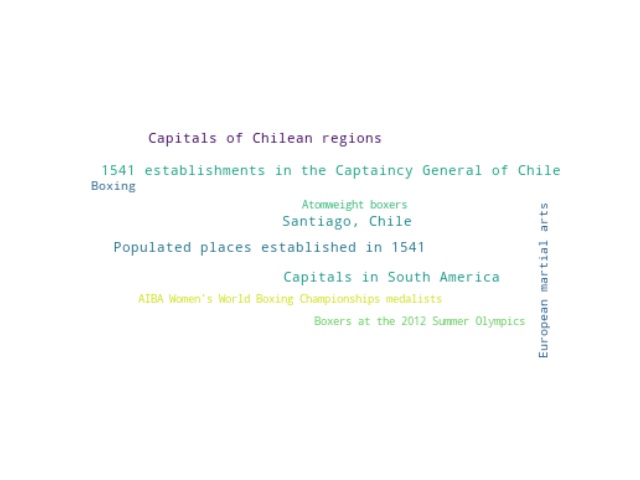 Capitals of Chilean regions
1541 establishments in the Captaincy General of Chile
Boxing
Atomweight boxers
Santiago, Chile
Populated places established in 1541
Capitals in South America
AIBA Women's World Boxing Championships medalists
Boxers at the 2012 Summer Olympics
European martial arts